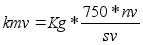 kmv = Kg * 750 * nv / sv